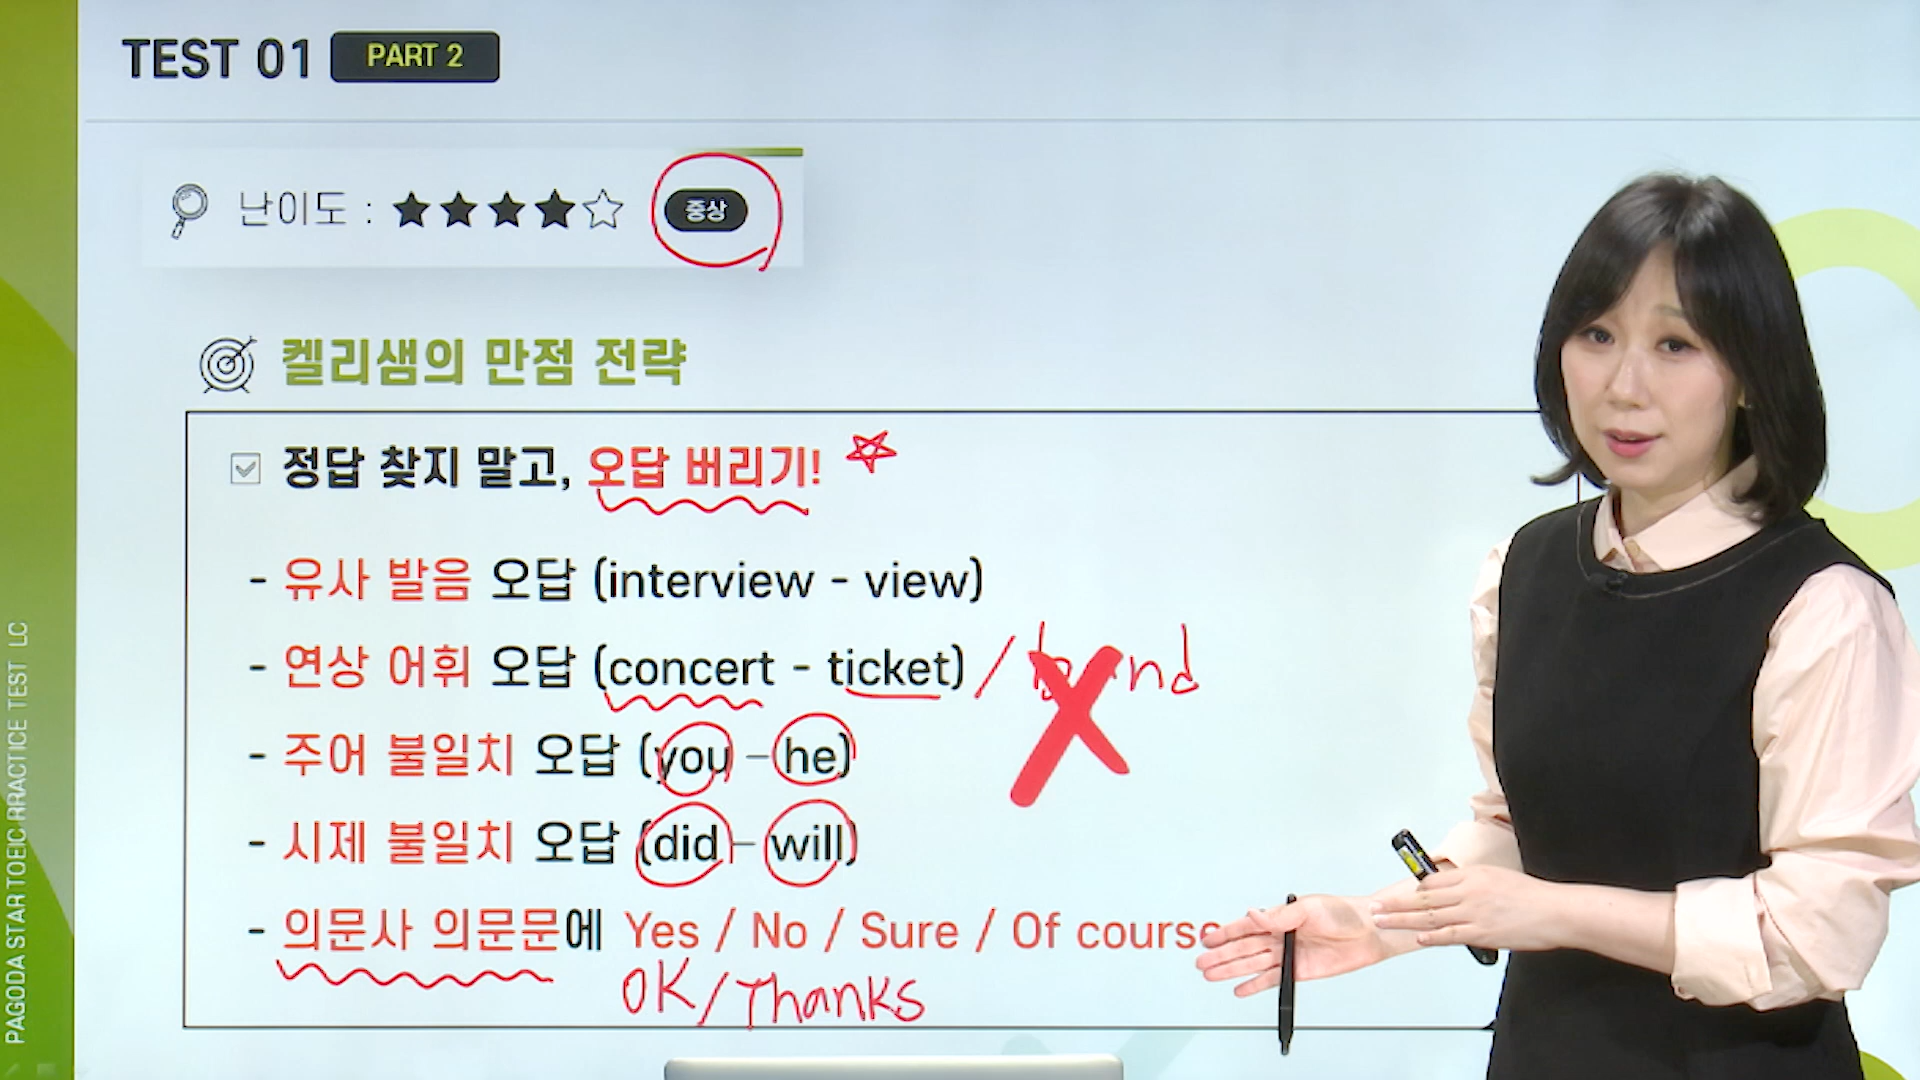 TEST 01 PART 2
난이도 : ★★★★☆ 중상
켈리샘의 만점 전략
정답 찾지 말고, 오답 버리기!
- 유사 발음 오답 (interview - view)
- 연상 어휘 오답 (concert - ticket) / band
- 주어 불일치 오답 (you – he)
- 시제 불일치 오답 (did – will)
- 의문사 의문문에 Yes / No / Sure / Of course
OK / Thanks
PAGODA STAR TOEIC RRACTICE TEST LC